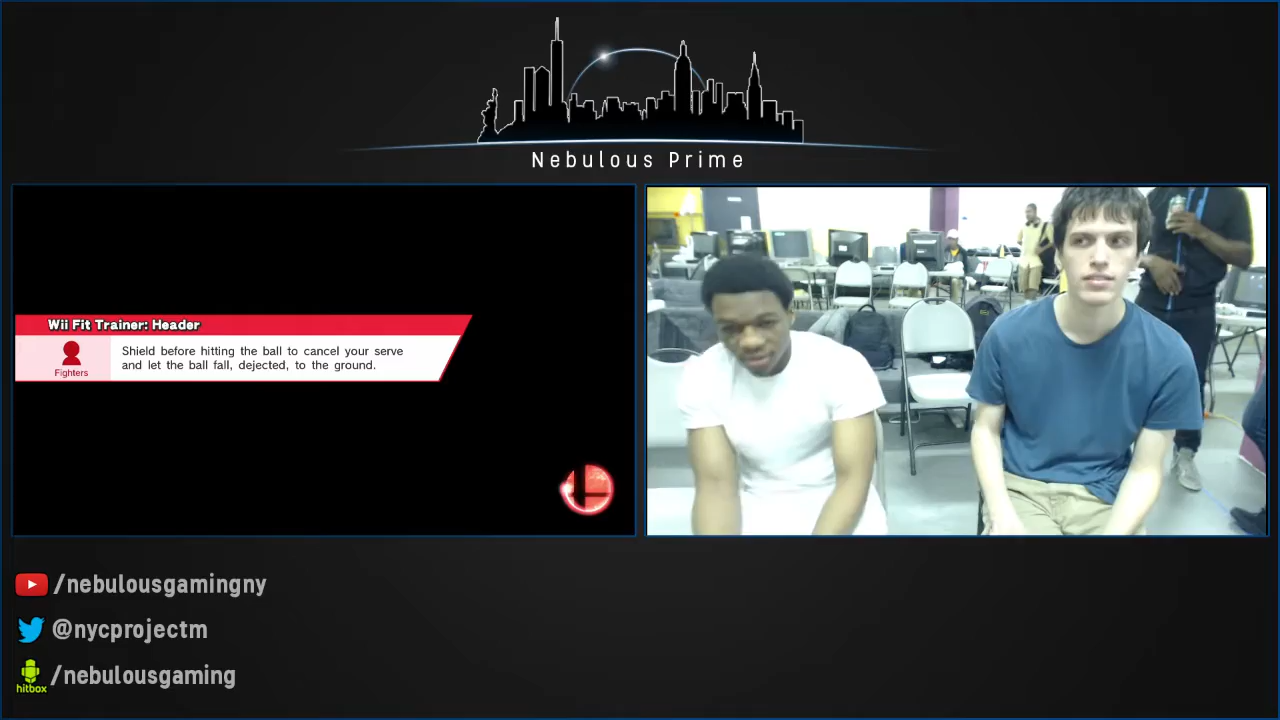 Nebulous Prime
Wii Fit Trainer: Header
Fighters
Shield before hitting the ball to cancel your serve
and let the ball fall, dejected, to the ground.
/nebulousgamingny
@nycprojectm
hitbox
/nebulousgaming